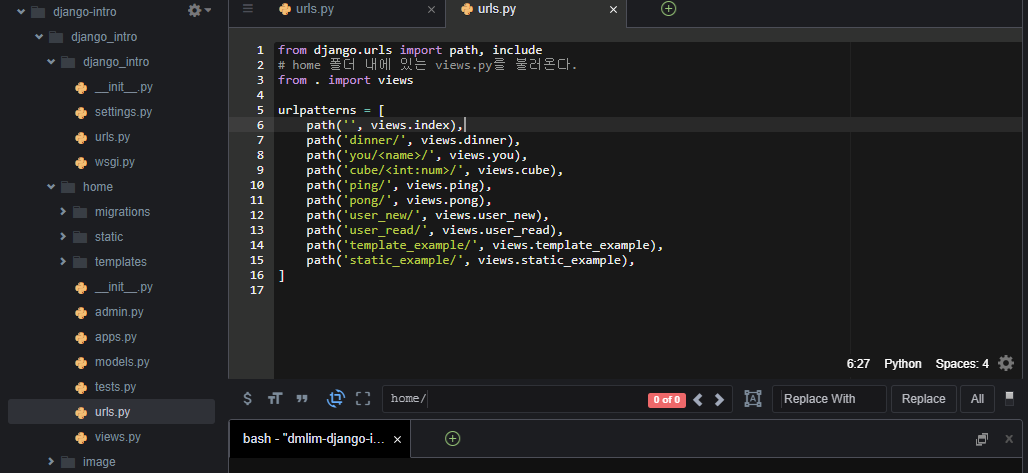 django-intro
django_intro
django_intro
__init__.py
settings.py
urls.py
wsgi.py
home
migrations
static
templates
__init__.py
admin.py
apps.py
models.py
tests.py
urls.py
views.py
image
urls.py ×
urls.py ×
1 from django.urls import path, include
2 # home 폴더 내에 있는 views.py을 불러온다.
3 from . import views
4
5 urlpatterns = [
6 path('', views.index),
7 path('dinner/', views.dinner),
8 path('you/<name>/', views.you),
9 path('cube/<int:num>/', views.cube),
10 path('ping/', views.ping),
11 path('pong/', views.pong),
12 path('user_new/', views.user_new),
13 path('user_read/', views.user_read),
14 path('template_example/', views.template_example),
15 path('static_example/', views.static_example),
16 ]
17
6:27 Python Spaces: 4
home/ 0 of 0 Replace With Replace All
bash - "dmlim-django-i... ×